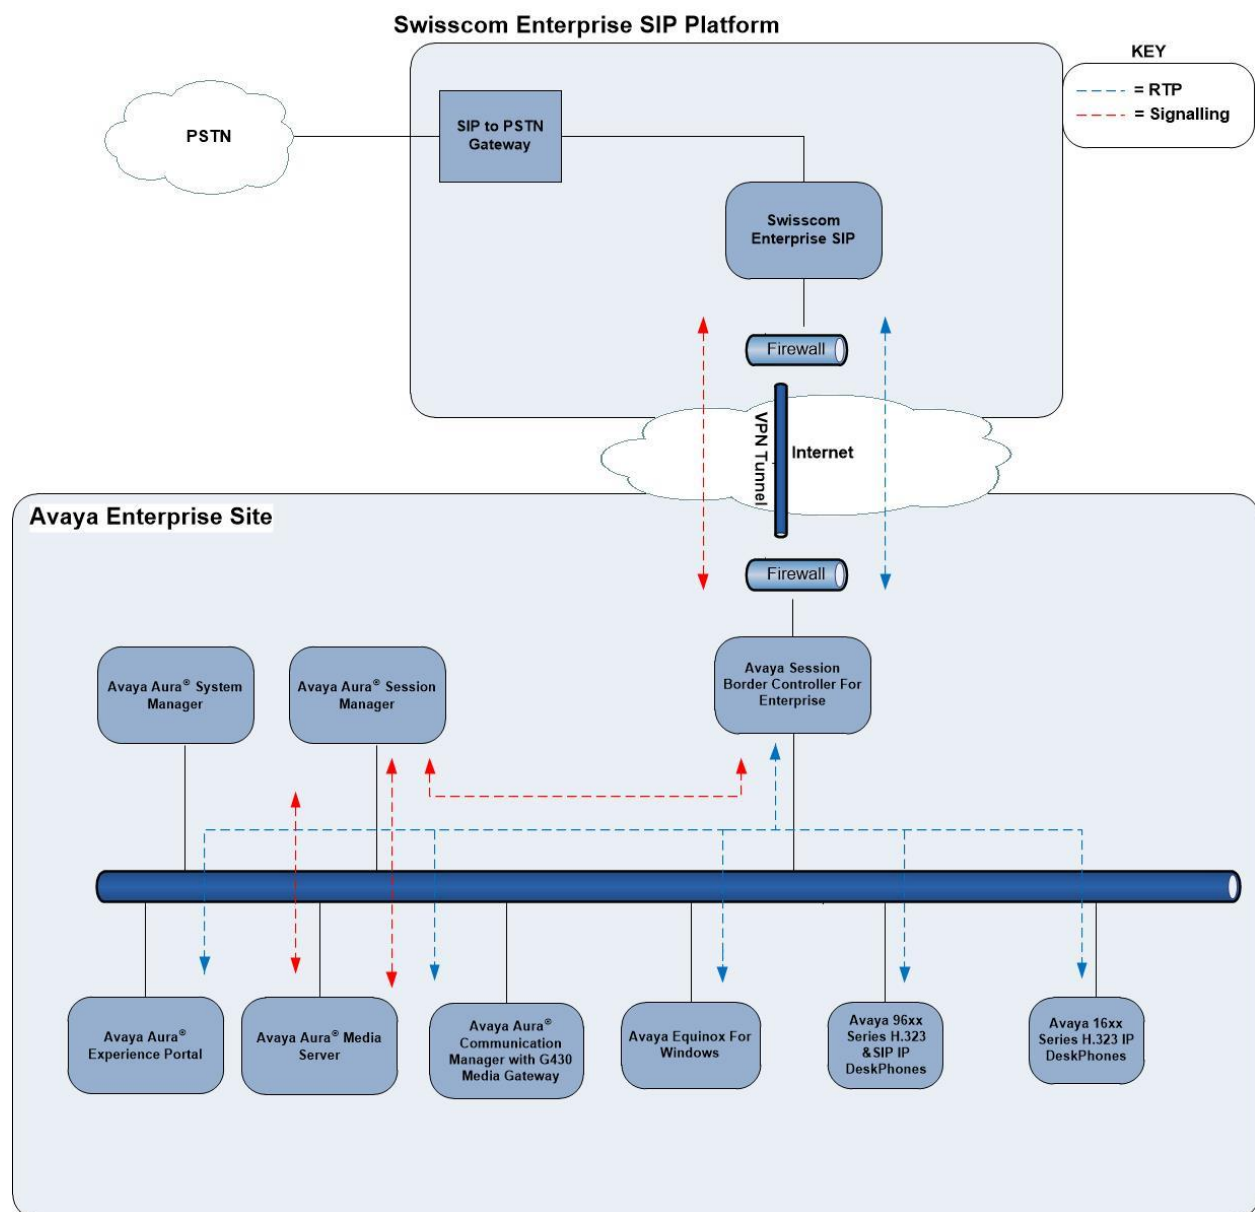 Swisscom Enterprise SIP Platform
KEY
= RTP
= Signalling
PSTN
SIP to PSTN
Gateway
Swisscom
Enterprise SIP
Firewall
VPN Tunnel
Internet
Avaya Enterprise Site
Firewall
Avaya Aura® System
Manager
Avaya Aura® Session
Manager
Avaya Session
Border Controller For
Enterprise
Avaya Aura®
Experience Portal
Avaya Aura® Media
Server
Avaya Aura®
Communication
Manager with G430
Media Gateway
Avaya Equinox For
Windows
Avaya 96xx
Series H.323
&SIP IP
DeskPhones
Avaya 16xx
Series H.323 IP
DeskPhones